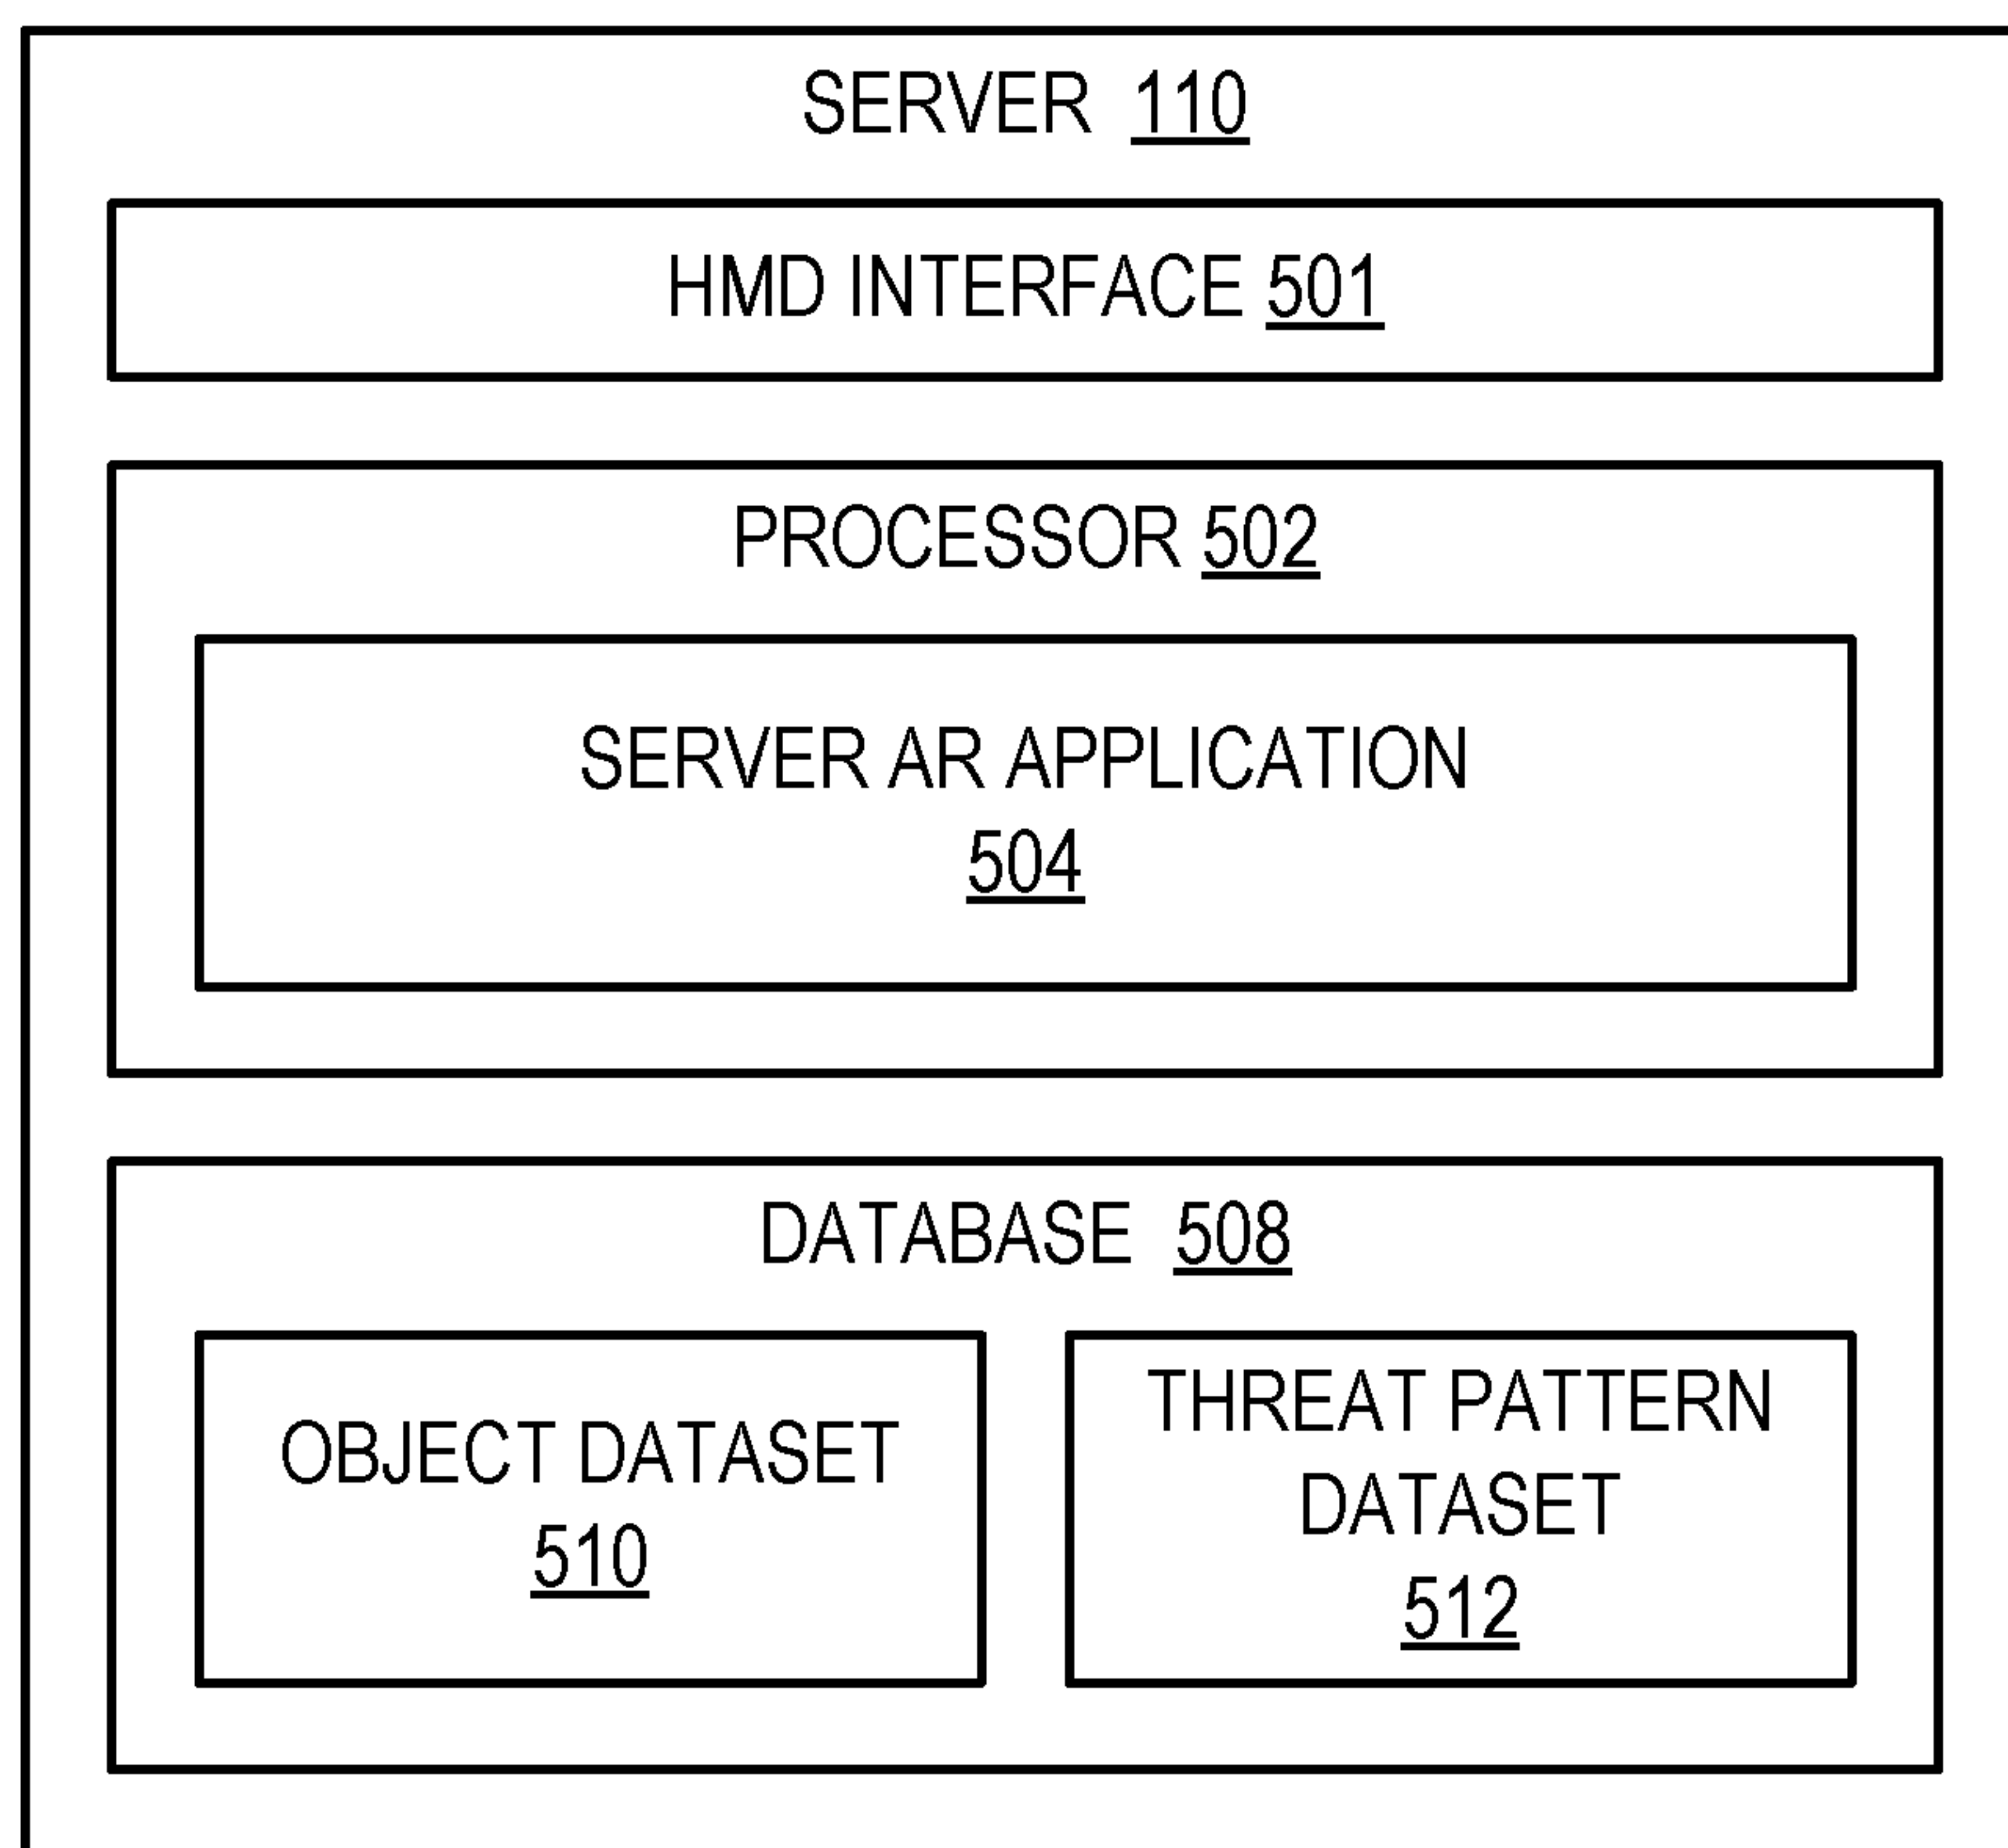 SERVER 110
HMD INTERFACE 501
PROCESSOR 502
SERVER AR APPLICATION
504
DATABASE 508
OBJECT DATASET
510
THREAT PATTERN
DATASET
512